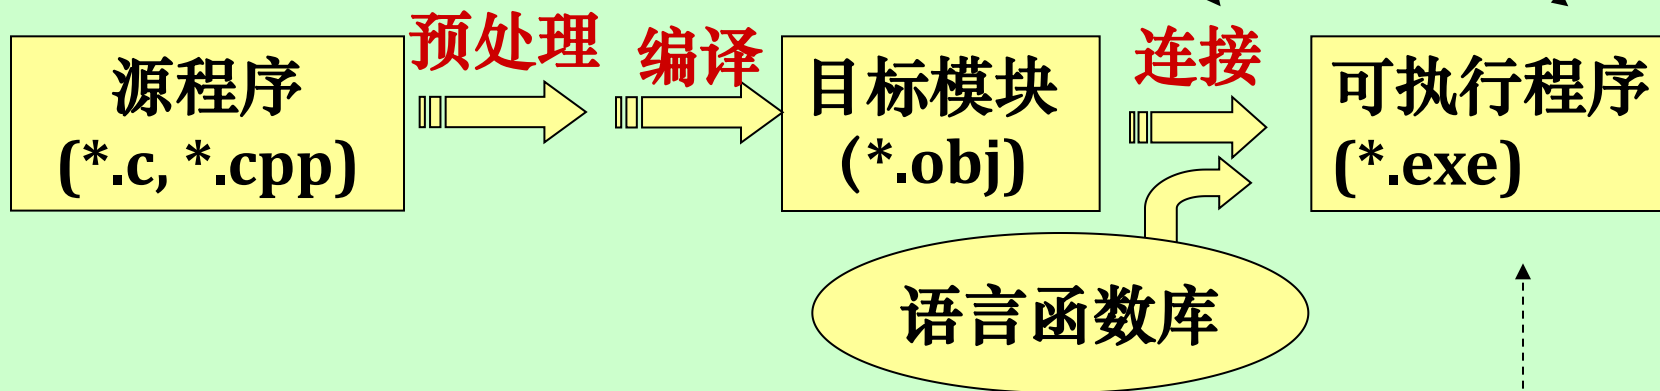 预处理
编译
连接
源程序
(*.c, *.cpp)
目标模块
(*.obj)
可执行程序
(*.exe)
语言函数库